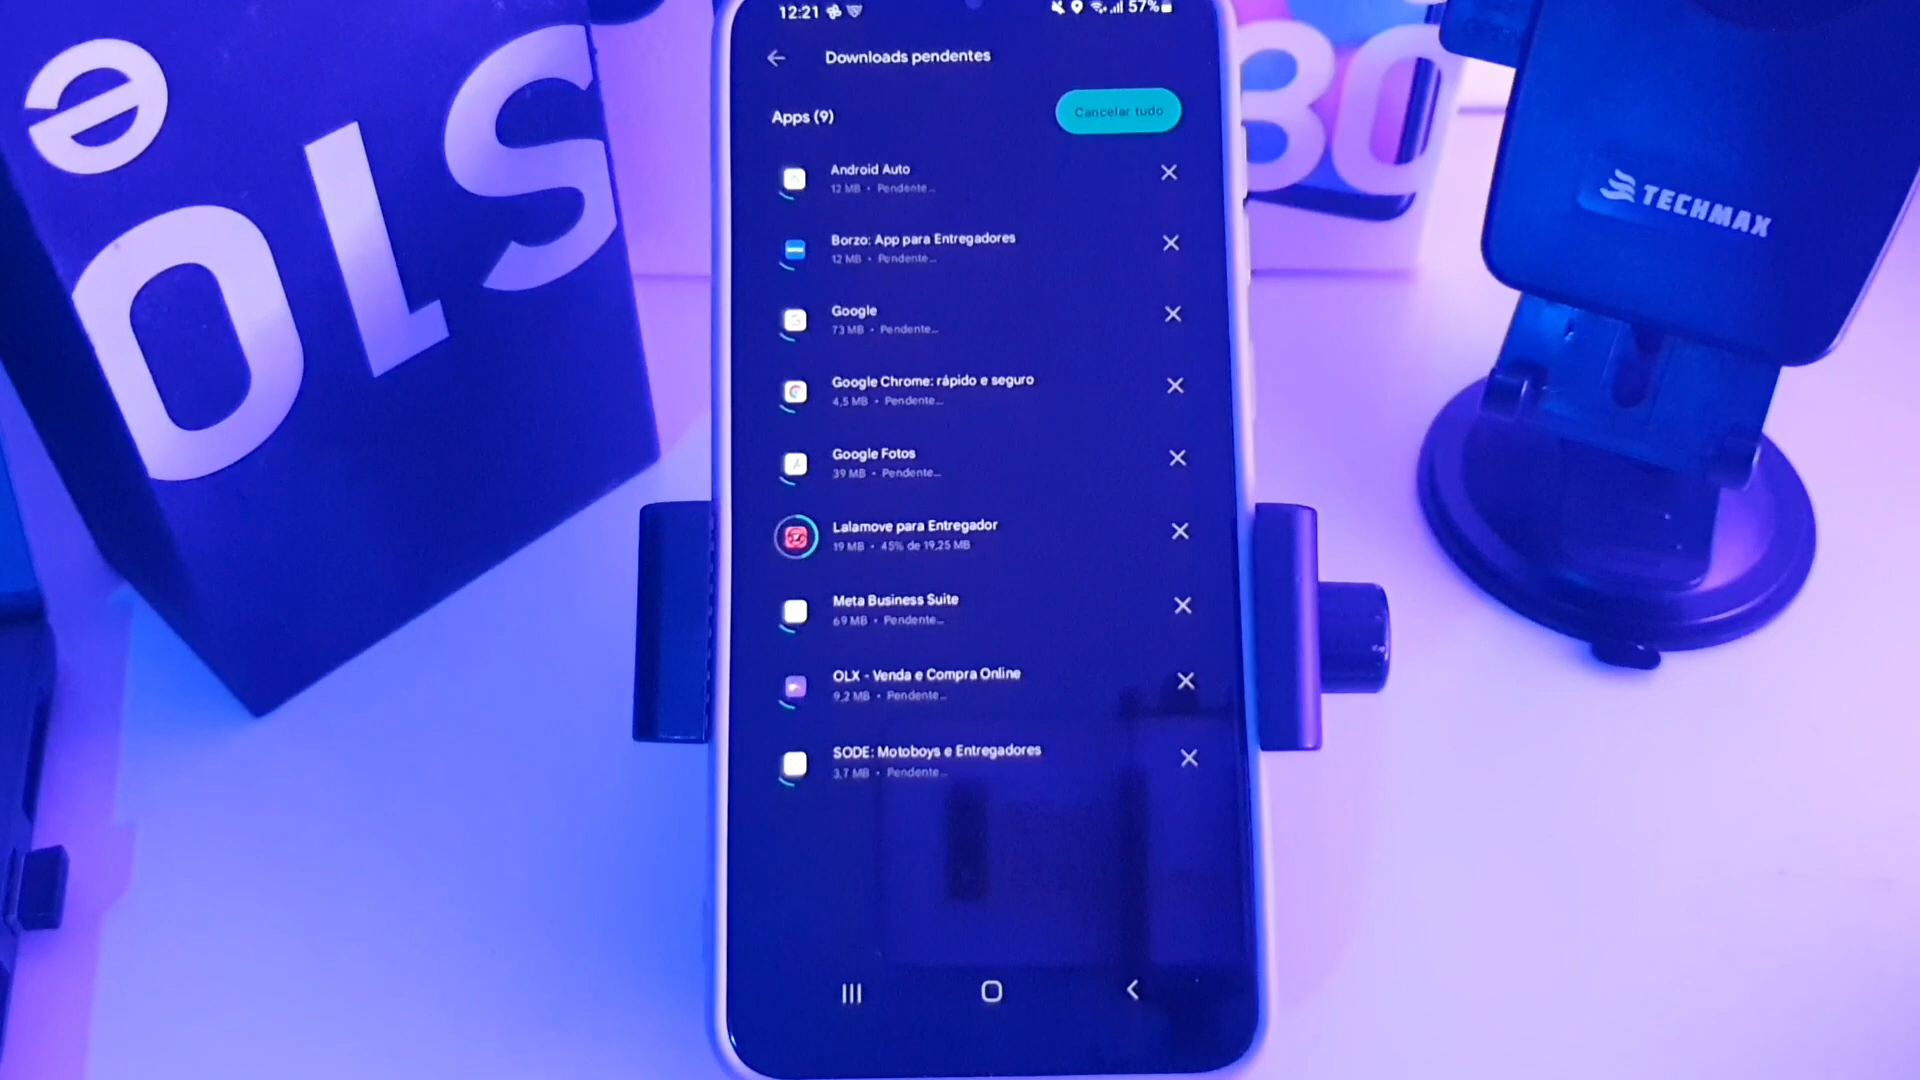 12:21
57%
Downloads pendentes
Apps (9)
Cancelar tudo
Android Auto
12 MB • Pendente...
Borzo: App para Entregadores
12 MB • Pendente...
Google
73 MB • Pendente...
Google Chrome: rápido e seguro
4,5 MB • Pendente...
Google Fotos
39 MB • Pendente...
Lalamove para Entregador
19 MB • 45% de 19,25 MB
Meta Business Suite
69 MB • Pendente...
OLX - Venda e Compra Online
9,2 MB • Pendente...
SODE: Motoboys e Entregadores
3,7 MB • Pendente...
S10
e
80
TECHMAX